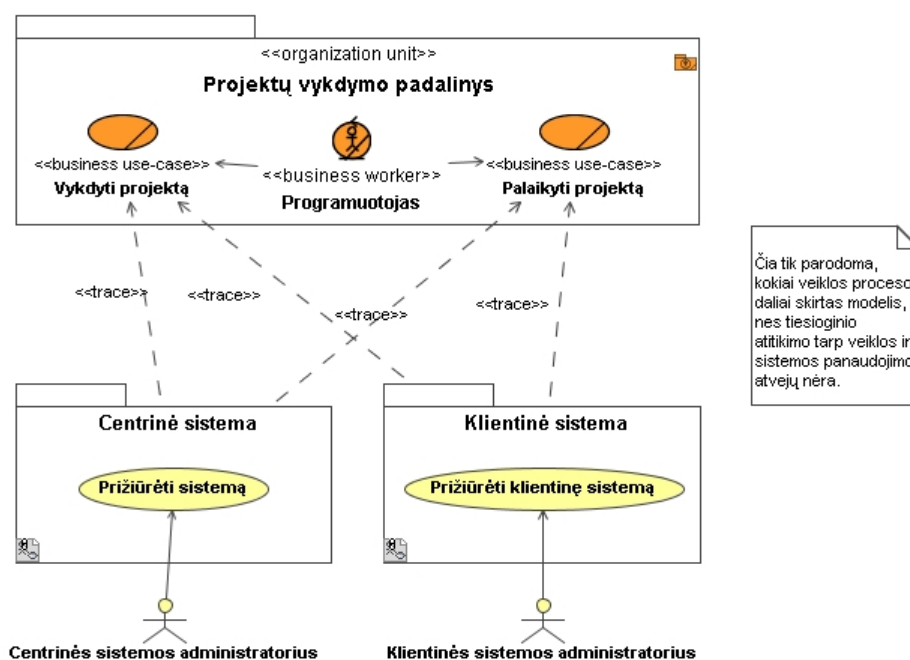 <<organization unit>>
Projektų vykdymo padalinys
<<business use-case>>
Vykdyti projektą
<<business worker>>
Programuotojas
<<business use-case>>
Palaikyti projektą
<<trace>>
<<trace>>
<<trace>>
<<trace>>
Čia tik parodoma,
kokiai veiklos proceso
daliai skirtas modelis,
nes tiesioginio
atitikimo tarp veiklos ir
sistemos panaudojimo
atvejų nėra.
Centrinė sistema
Prižiūrėti sistemą
Klientinė sistema
Prižiūrėti klientinę sistemą
Centrinės sistemos administratorius
Klientinės sistemos administratorius